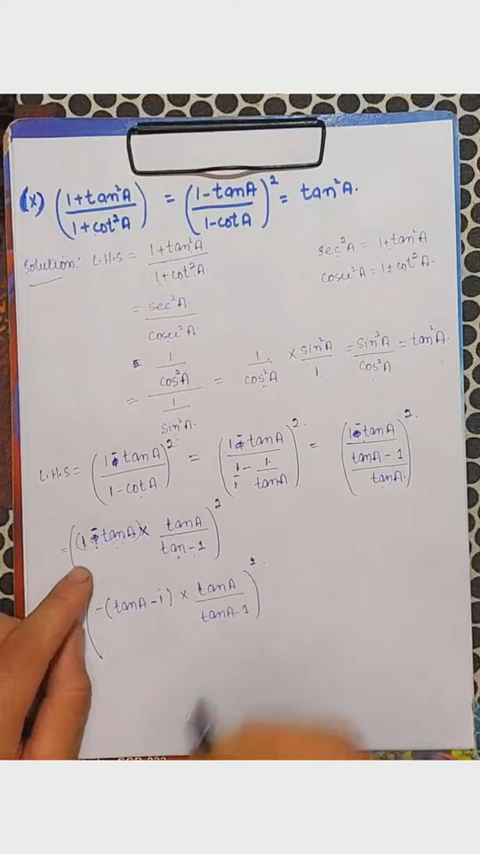 (x) (1+tan²A / 1+cot²A) = (1-tanA / 1-cotA)² = tan²A.
Solution: L.H.S = 1+tan²A / 1+cot²A.
sec²A = 1+tan²A
cosec²A = 1+cot²A.
= sec²A / cosec²A.
= (1 / cos²A) / (1 / sin²A.) = 1 / cos²A × sin²A / 1. = sin²A / cos²A = tan²A.
L.H.S = (1-tanA / 1-cotA)² = (1-tanA / 1/1 - 1/tanA)² = (1-tanA / (tanA-1 / tanA.))²
= ((1-tanA) × tanA / tan-1)²
(-(tanA-1) × tanA / tanA-1)²